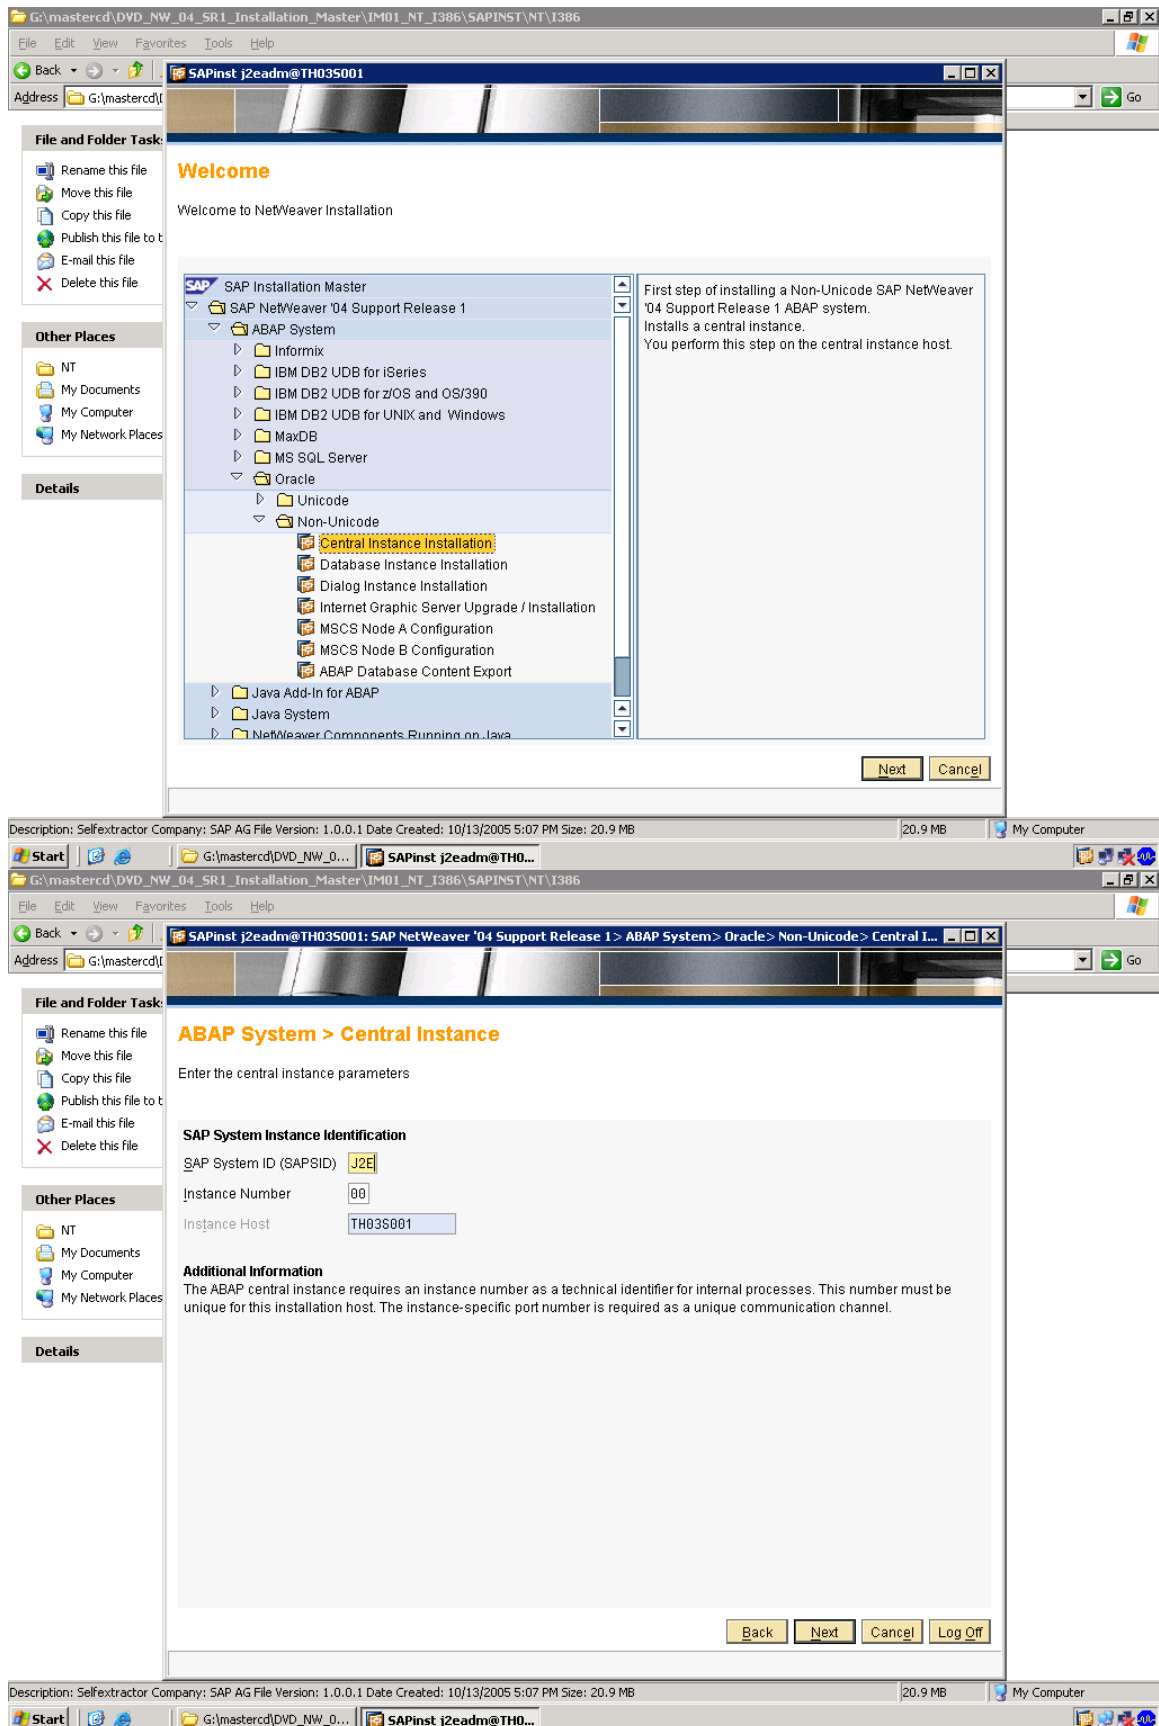 G:\mastercd\DVD_NW_04_SR1_Installation_Master\IM01_NT_I386\SAPINST\NT\I386
File Edit View Favorites Tools Help
Back
SAPinst j2eadm@TH03S001
Address G:\mastercd\
Go
File and Folder Task
Rename this file
Move this file
Copy this file
Publish this file to t
E-mail this file
Delete this file
Other Places
NT
My Documents
My Computer
My Network Places
Details
Welcome
Welcome to NetWeaver Installation
SAP SAP Installation Master
SAP NetWeaver '04 Support Release 1
ABAP System
Informix
IBM DB2 UDB for iSeries
IBM DB2 UDB for z/OS and OS/390
IBM DB2 UDB for UNIX and Windows
MaxDB
MS SQL Server
Oracle
Unicode
Non-Unicode
Central Instance Installation
Database Instance Installation
Dialog Instance Installation
Internet Graphic Server Upgrade / Installation
MSCS Node A Configuration
MSCS Node B Configuration
ABAP Database Content Export
Java Add-In for ABAP
Java System
NetWeaver Components Running on Java
First step of installing a Non-Unicode SAP NetWeaver
'04 Support Release 1 ABAP system.
Installs a central instance.
You perform this step on the central instance host.
Next Cancel
Description: Selfextractor Company: SAP AG File Version: 1.0.0.1 Date Created: 10/13/2005 5:07 PM Size: 20.9 MB 20.9 MB My Computer
Start G:\mastercd\DVD_NW_0... SAPinst j2eadm@TH0...
G:\mastercd\DVD_NW_04_SR1_Installation_Master\IM01_NT_I386\SAPINST\NT\I386
File Edit View Favorites Tools Help
Back
SAPinst j2eadm@TH03S001: SAP NetWeaver '04 Support Release 1> ABAP System> Oracle> Non-Unicode> Central I...
Address G:\mastercd\
Go
File and Folder Task
Rename this file
Move this file
Copy this file
Publish this file to t
E-mail this file
Delete this file
Other Places
NT
My Documents
My Computer
My Network Places
Details
ABAP System > Central Instance
Enter the central instance parameters
SAP System Instance Identification
SAP System ID (SAPSID) J2E
Instance Number 00
Instance Host TH03S001
Additional Information
The ABAP central instance requires an instance number as a technical identifier for internal processes. This number must be
unique for this installation host. The instance-specific port number is required as a unique communication channel.
Back Next Cancel Log Off
Description: Selfextractor Company: SAP AG File Version: 1.0.0.1 Date Created: 10/13/2005 5:07 PM Size: 20.9 MB 20.9 MB My Computer
Start G:\mastercd\DVD_NW_0... SAPinst j2eadm@TH0...